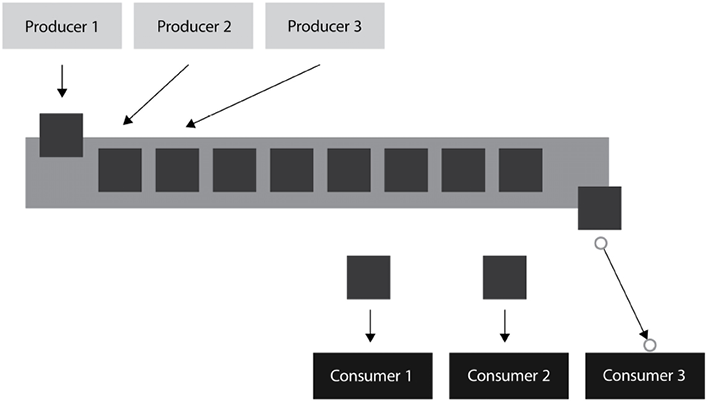 Producer 1
Producer 2
Producer 3
Consumer 1
Consumer 2
Consumer 3